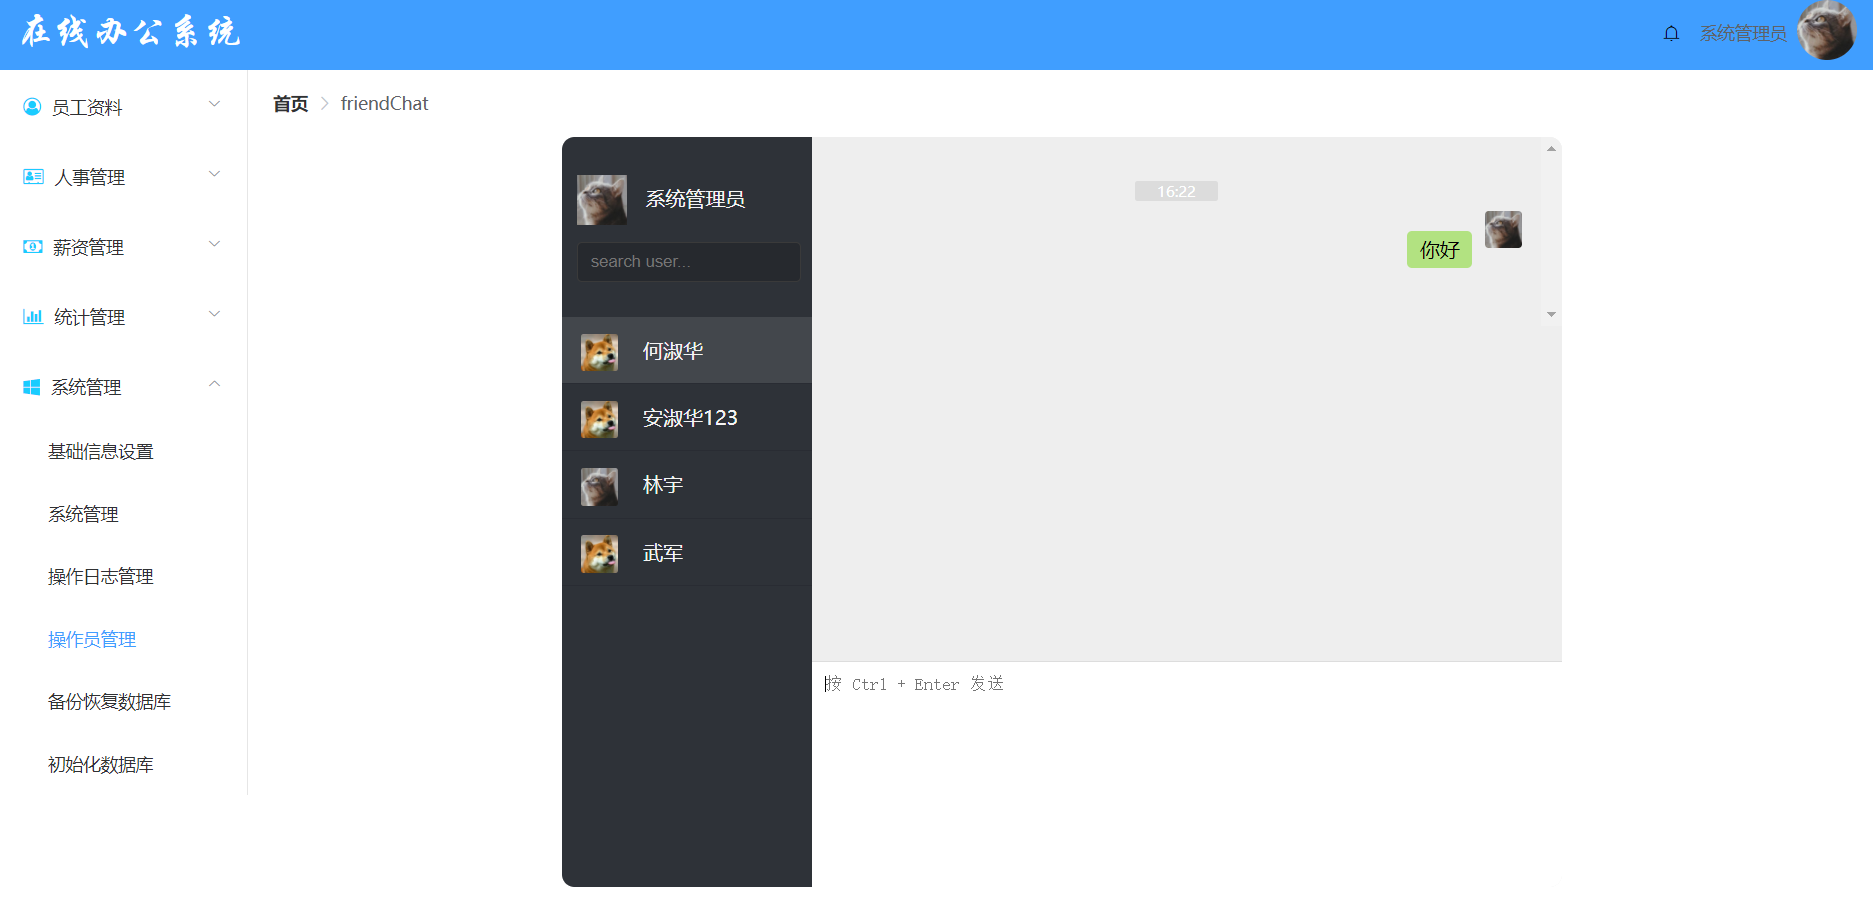 在线办公系统
系统管理员
员工资料
人事管理
薪资管理
统计管理
系统管理
基础信息设置
系统管理
操作日志管理
操作员管理
备份恢复数据库
初始化数据库
首页 > friendChat
系统管理员
search user...
何淑华
安淑华123
林宇
武军
16:22
你好
按 Ctrl + Enter 发送